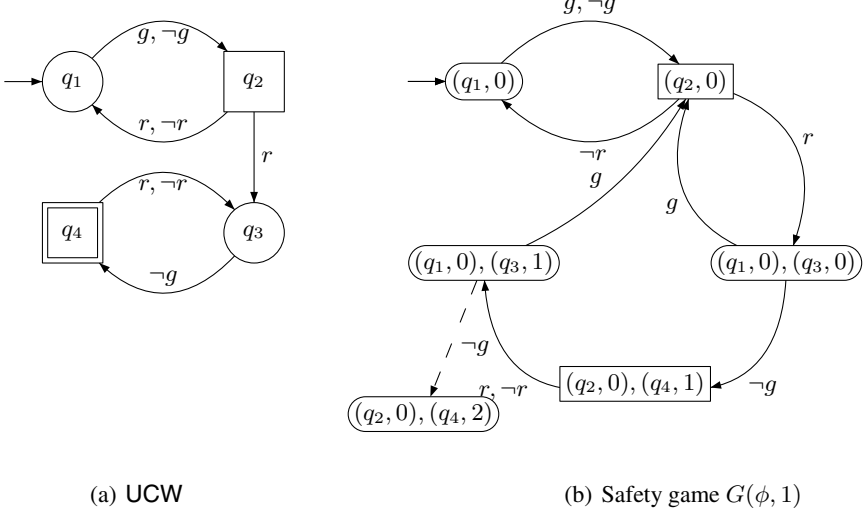 g, ¬g
q₁
q₂
r, ¬r
r
r, ¬r
q₄
q₃
¬g
(a) UCW
g, ¬g
(q₁, 0)
(q₂, 0)
¬r
r
g
g
(q₁, 0), (q₃, 1)
(q₁, 0), (q₃, 0)
¬g
r, ¬r
(q₂, 0), (q₄, 1)
¬g
(q₂, 0), (q₄, 2)
(b) Safety game G(ϕ, 1)